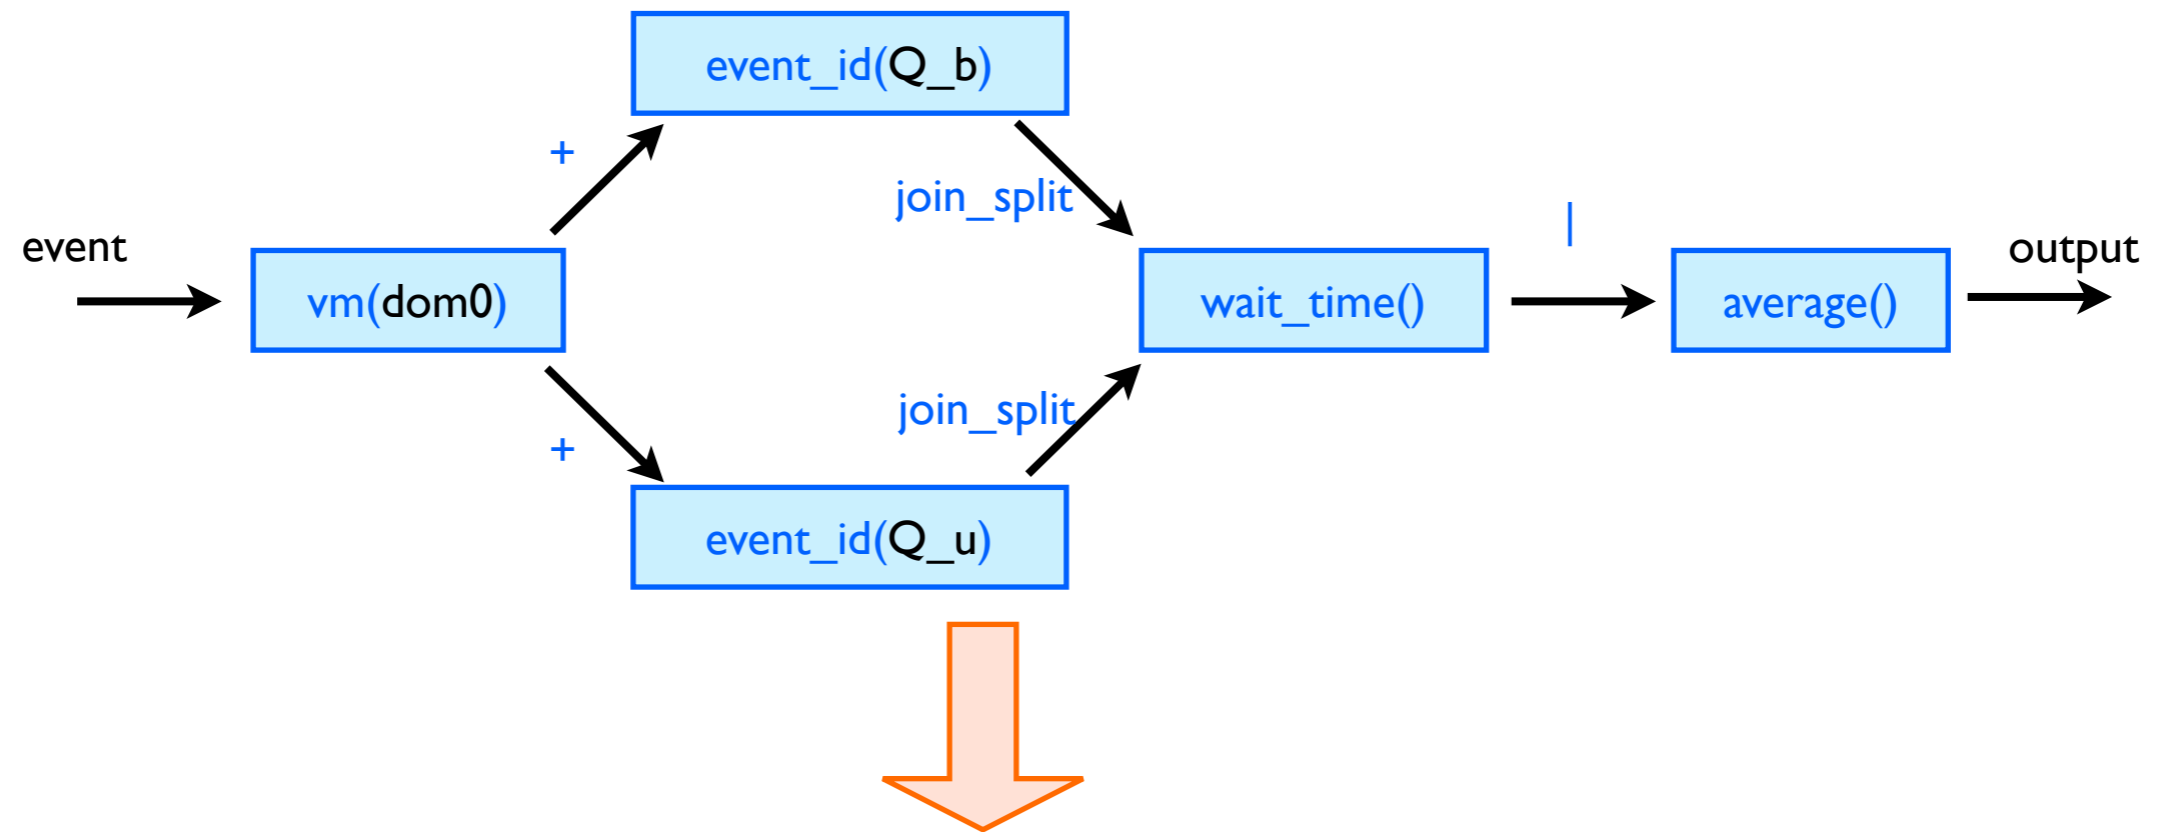 event_id(Q_b)
+
join_split
|
event
output
vm(dom0)
wait_time()
average()
join_split
+
event_id(Q_u)